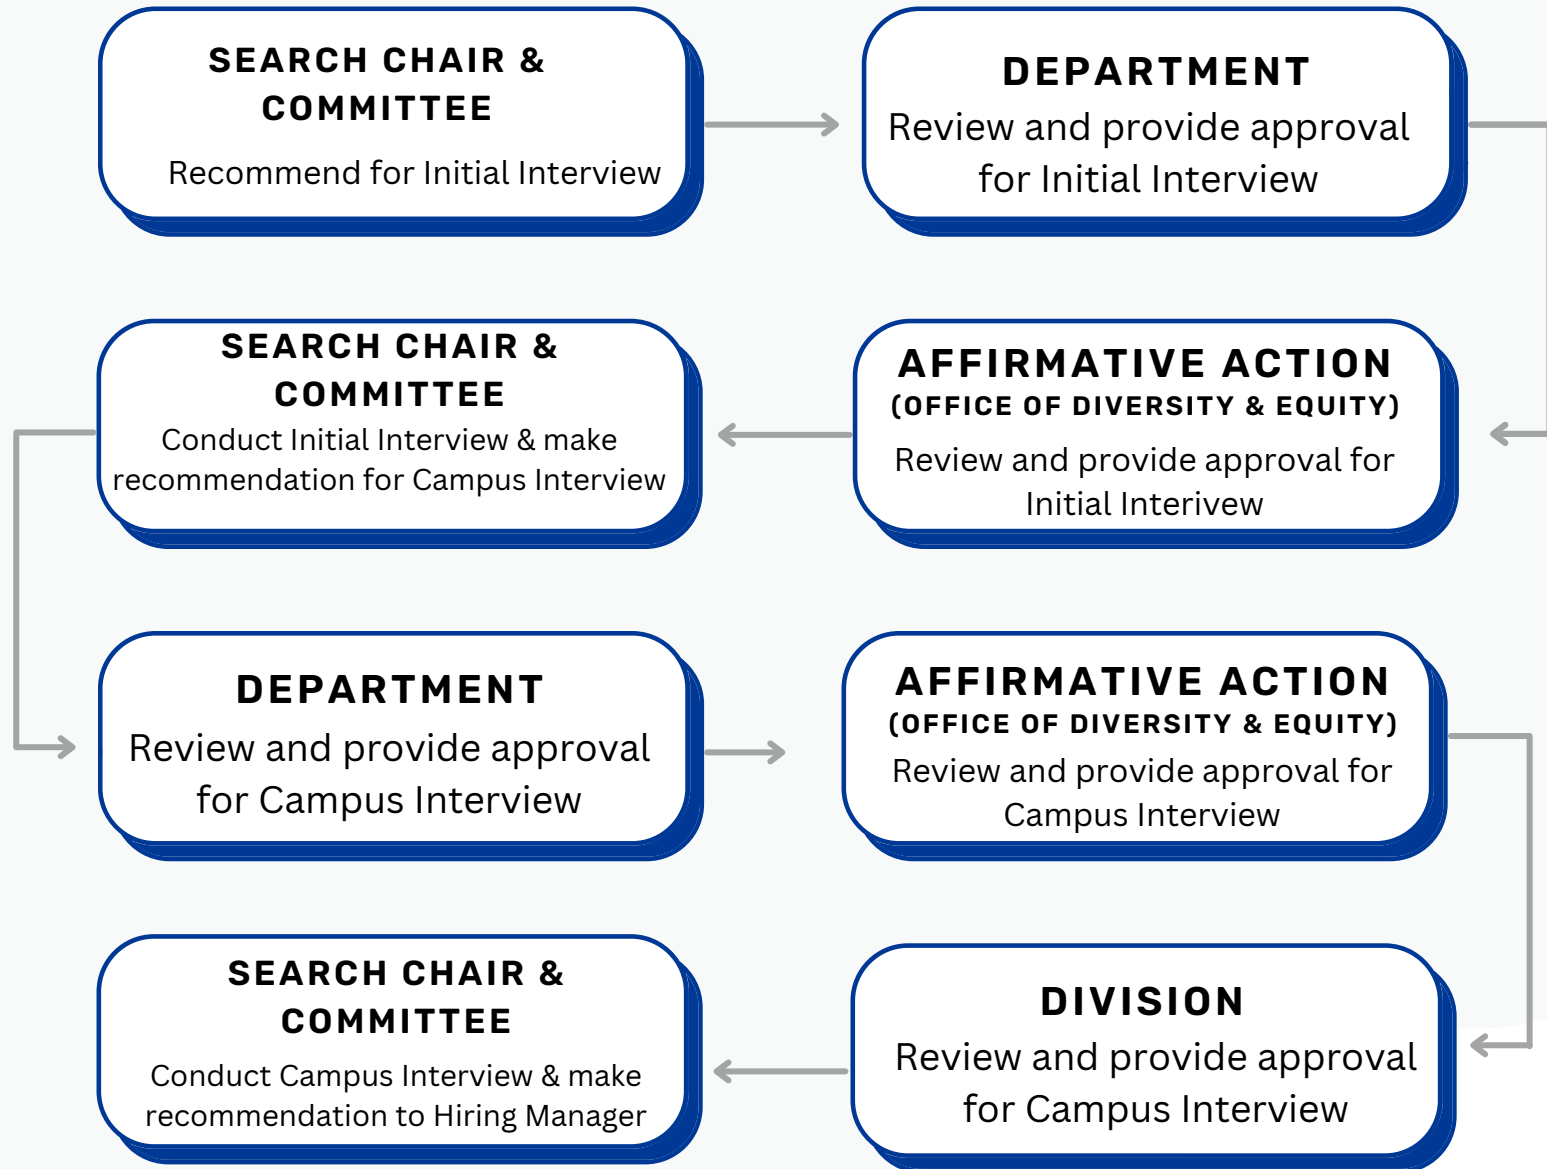 SEARCH CHAIR &
COMMITTEE
Recommend for Initial Interview
DEPARTMENT
Review and provide approval
for Initial Interview
AFFIRMATIVE ACTION
(OFFICE OF DIVERSITY & EQUITY)
Review and provide approval for
Initial Interivew
SEARCH CHAIR &
COMMITTEE
Conduct Initial Interview & make
recommendation for Campus Interview
DEPARTMENT
Review and provide approval
for Campus Interview
AFFIRMATIVE ACTION
(OFFICE OF DIVERSITY & EQUITY)
Review and provide approval for
Campus Interview
DIVISION
Review and provide approval
for Campus Interview
SEARCH CHAIR &
COMMITTEE
Conduct Campus Interview & make
recommendation to Hiring Manager